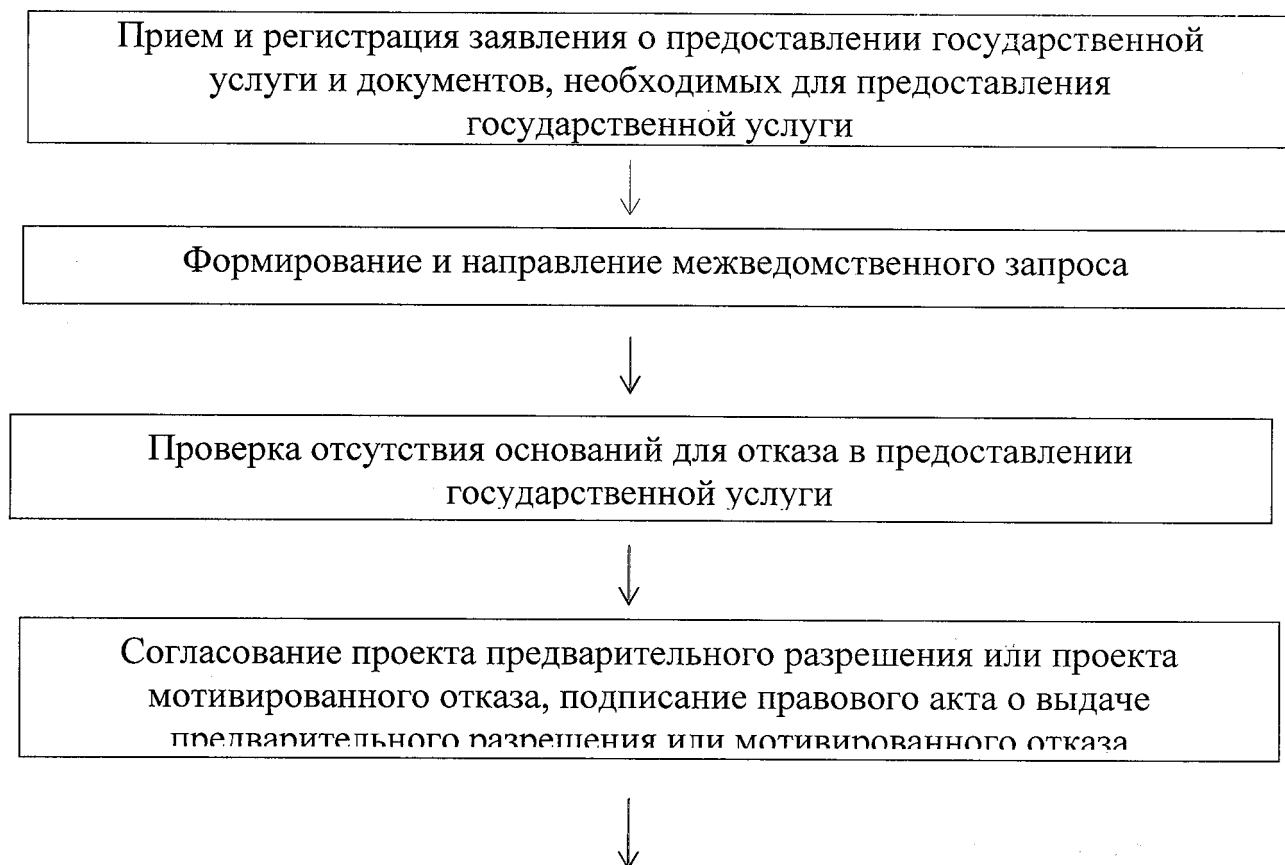 Прием и регистрация заявления о предоставлении государственной
услуги и документов, необходимых для предоставления
государственной услуги
Формирование и направление межведомственного запроса
Проверка отсутствия оснований для отказа в предоставлении
государственной услуги
Согласование проекта предварительного разрешения или проекта
мотивированного отказа, подписание правового акта о выдаче
предварительного разрешения или мотивированного отказа